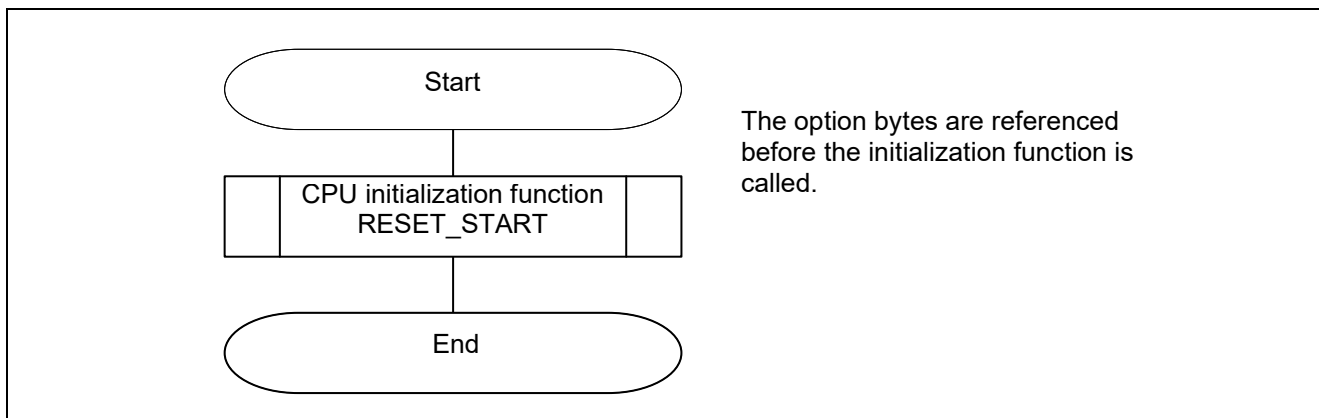 Start
The option bytes are referenced
before the initialization function is
called.
CPU initialization function
RESET_START
End